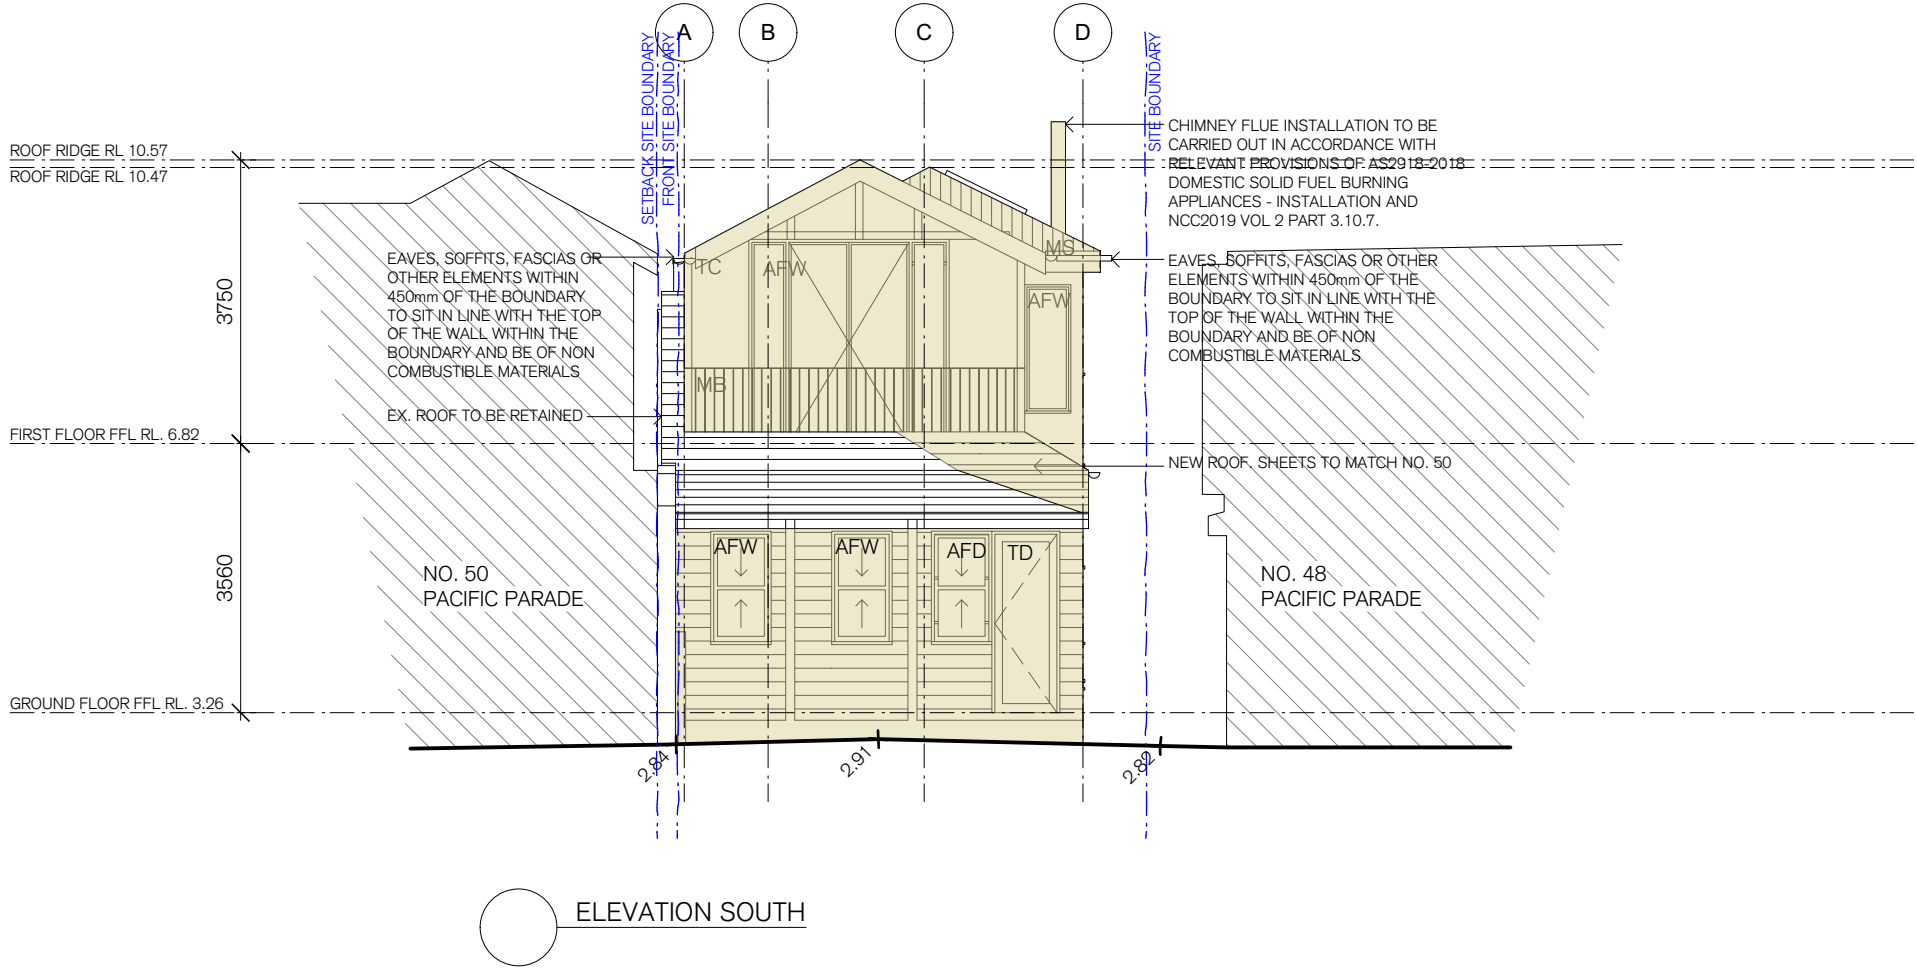 A
B
C
D
SETBACK SITE BOUNDARY
FRONT SITE BOUNDARY
SITE BOUNDARY
ROOF RIDGE RL 10.57
ROOF RIDGE RL 10.47
CHIMNEY FLUE INSTALLATION TO BE
CARRIED OUT IN ACCORDANCE WITH
RELEVANT PROVISIONS OF AS2918-2018
DOMESTIC SOLID FUEL BURNING
APPLIANCES - INSTALLATION AND
NCC2019 VOL 2 PART 3.10.7.
EAVES, SOFFITS, FASCIAS OR
OTHER ELEMENTS WITHIN
450mm OF THE BOUNDARY
TO SIT IN LINE WITH THE TOP
OF THE WALL WITHIN THE
BOUNDARY AND BE OF NON
COMBUSTIBLE MATERIALS
TC
AFW
MS
AFW
MB
EAVES, SOFFITS, FASCIAS OR OTHER
ELEMENTS WITHIN 450mm OF THE
BOUNDARY TO SIT IN LINE WITH THE
TOP OF THE WALL WITHIN THE
BOUNDARY AND BE OF NON
COMBUSTIBLE MATERIALS
3750
EX. ROOF TO BE RETAINED
FIRST FLOOR FFL RL. 6.82
NEW ROOF. SHEETS TO MATCH NO. 50
3560
AFW
AFW
AFD
TD
NO. 50
PACIFIC PARADE
NO. 48
PACIFIC PARADE
GROUND FLOOR FFL RL. 3.26
2.84
2.91
2.82
ELEVATION SOUTH